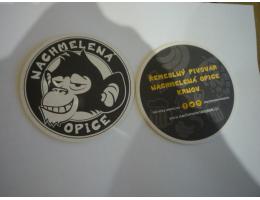 NACHMELENÁ
OPICE
ŘEMESLNÝ PIVOVAR
NACHMELENÁ OPICE
KRNOV